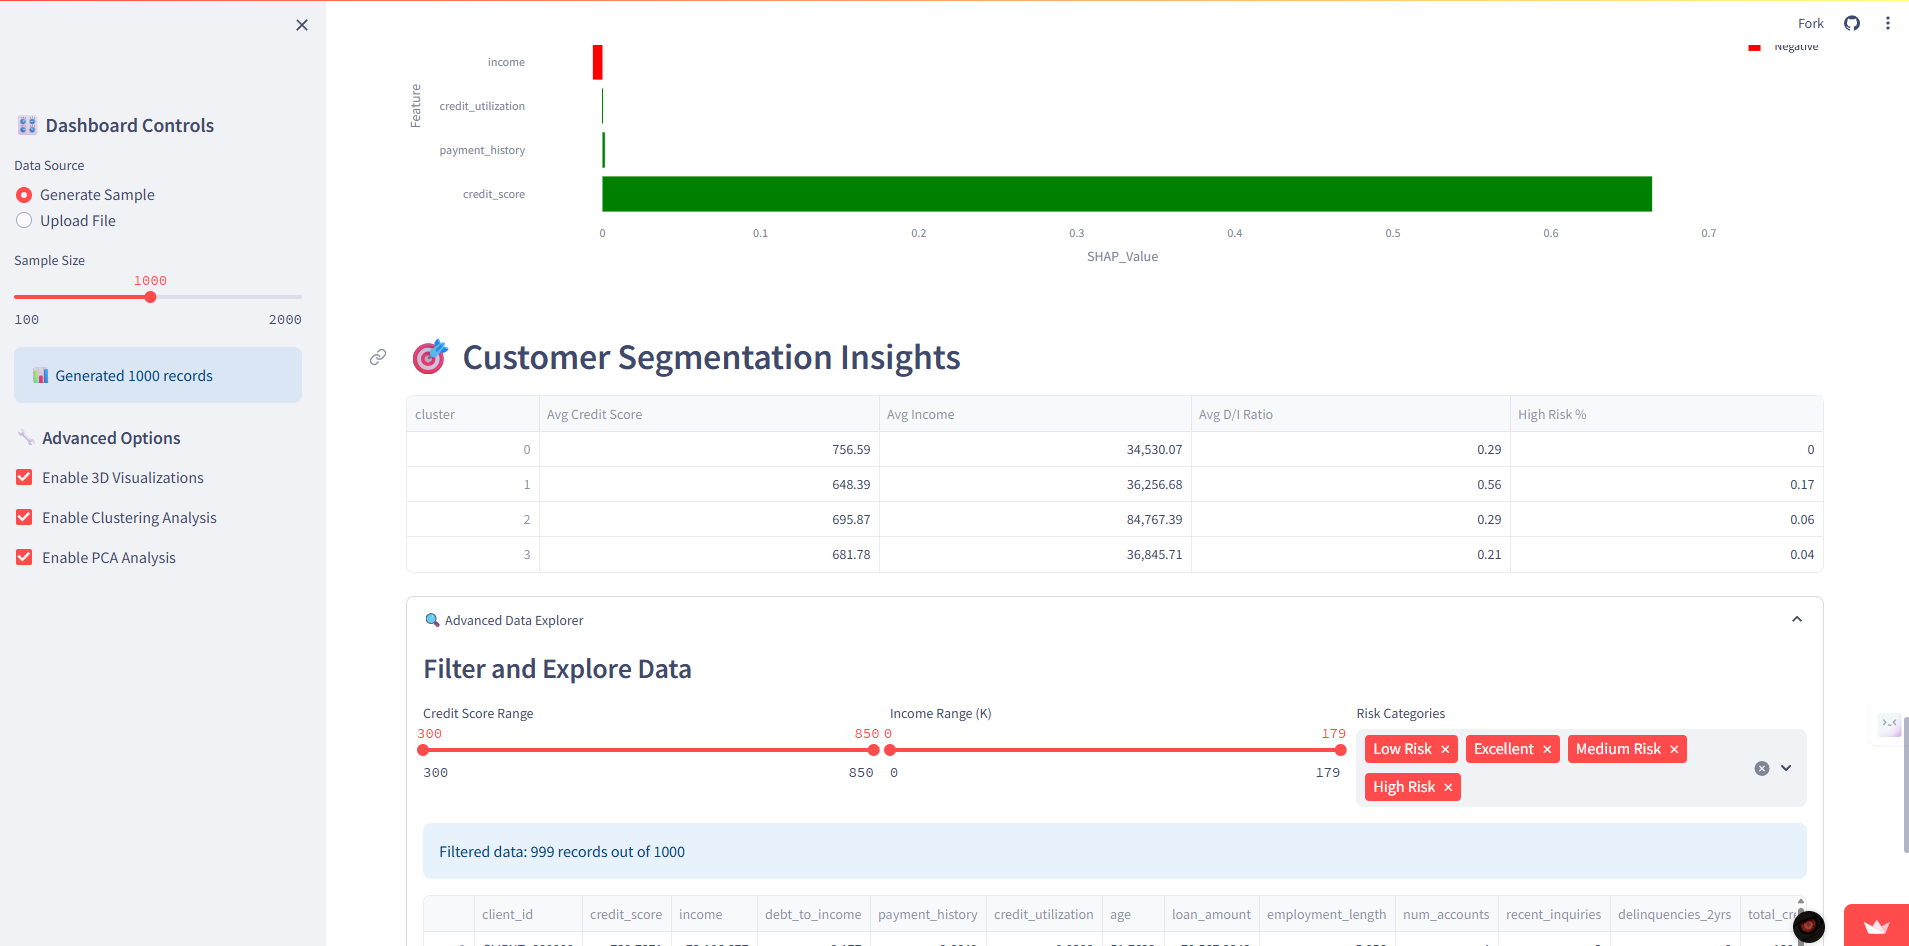 Fork
Negative
income
credit_utilization
payment_history
credit_score
Feature
0 0.1 0.2 0.3 0.4 0.5 0.6 0.7
SHAP_Value
Dashboard Controls
Data Source
Generate Sample
Upload File
Sample Size
1000
100 2000
Generated 1000 records
Advanced Options
Enable 3D Visualizations
Enable Clustering Analysis
Enable PCA Analysis
Customer Segmentation Insights
cluster Avg Credit Score Avg Income Avg D/I Ratio High Risk %
0 756.59 34,530.07 0.29 0
1 648.39 36,256.68 0.56 0.17
2 695.87 84,767.39 0.29 0.06
3 681.78 36,845.71 0.21 0.04
Advanced Data Explorer
Filter and Explore Data
Credit Score Range Income Range (K) Risk Categories
300 850 0 179
300 850 0 179
Low Risk × Excellent × Medium Risk ×
High Risk ×
Filtered data: 999 records out of 1000
client_id credit_score income debt_to_income payment_history credit_utilization age loan_amount employment_length num_accounts recent_inquiries delinquencies_2yrs total_cre